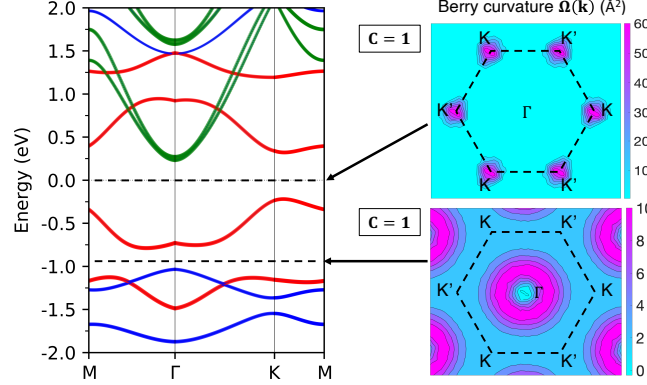 Berry curvature Ω(k) (Å²)
2.0
1.5
1.0
0.5
0.0
-0.5
-1.0
-1.5
-2.0
Energy (eV)
M Γ K M
C = 1
K K'
K' Γ K
K K'
60
50
40
30
20
10
C = 1
K K'
K' Γ K
K K'
10
8
6
4
2
0